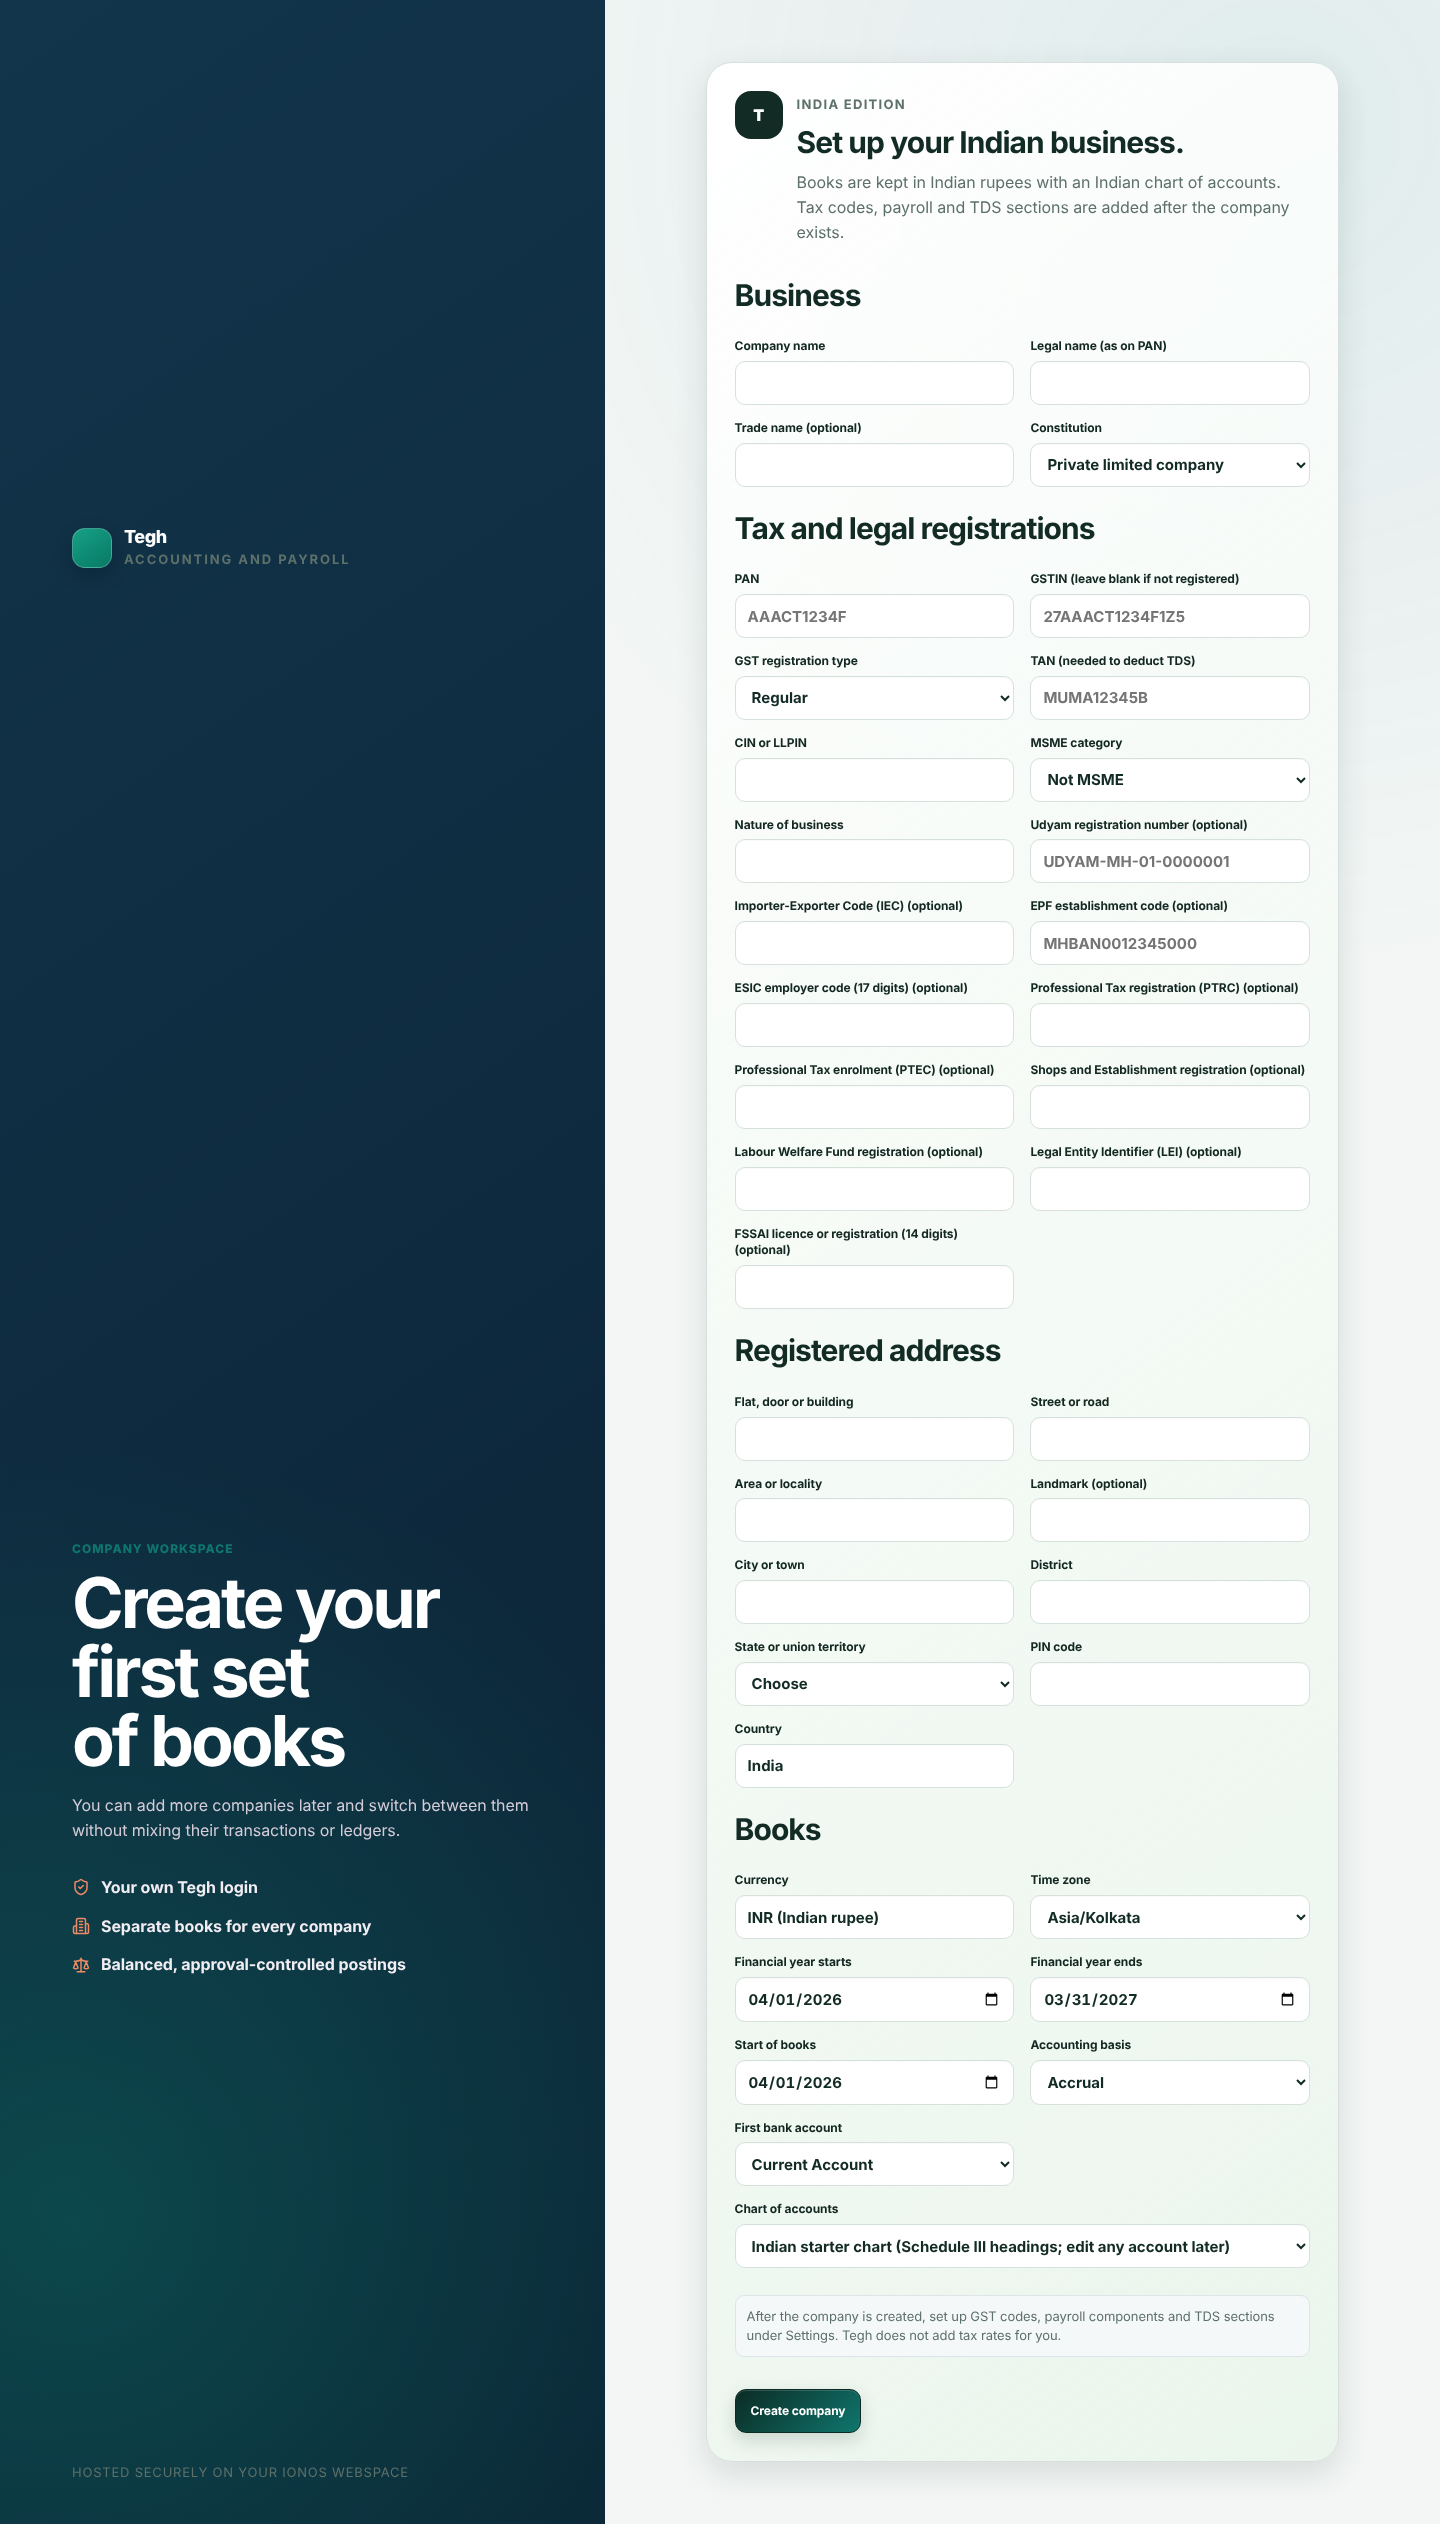 Tegh
ACCOUNTING AND PAYROLL
COMPANY WORKSPACE
Create your
first set
of books
You can add more companies later and switch between them
without mixing their transactions or ledgers.
Your own Tegh login
Separate books for every company
Balanced, approval-controlled postings
HOSTED SECURELY ON YOUR IONOS WEBSPACE
T
INDIA EDITION
Set up your Indian business.
Books are kept in Indian rupees with an Indian chart of accounts.
Tax codes, payroll and TDS sections are added after the company
exists.
Business
Company name
Legal name (as on PAN)
Trade name (optional)
Constitution
Private limited company
Tax and legal registrations
PAN
GSTIN (leave blank if not registered)
AAACT1234F
27AAACT1234F1Z5
GST registration type
TAN (needed to deduct TDS)
Regular
MUMA12345B
CIN or LLPIN
MSME category
Not MSME
Nature of business
Udyam registration number (optional)
UDYAM-MH-01-0000001
Importer-Exporter Code (IEC) (optional)
EPF establishment code (optional)
MHBAN0012345000
ESIC employer code (17 digits) (optional)
Professional Tax registration (PTRC) (optional)
Professional Tax enrolment (PTEC) (optional)
Shops and Establishment registration (optional)
Labour Welfare Fund registration (optional)
Legal Entity Identifier (LEI) (optional)
FSSAI licence or registration (14 digits)
(optional)
Registered address
Flat, door or building
Street or road
Area or locality
Landmark (optional)
City or town
District
State or union territory
PIN code
Choose
Country
India
Books
Currency
Time zone
INR (Indian rupee)
Asia/Kolkata
Financial year starts
Financial year ends
04/01/2026
03/31/2027
Start of books
Accounting basis
04/01/2026
Accrual
First bank account
Current Account
Chart of accounts
Indian starter chart (Schedule III headings; edit any account later)
After the company is created, set up GST codes, payroll components and TDS sections
under Settings. Tegh does not add tax rates for you.
Create company